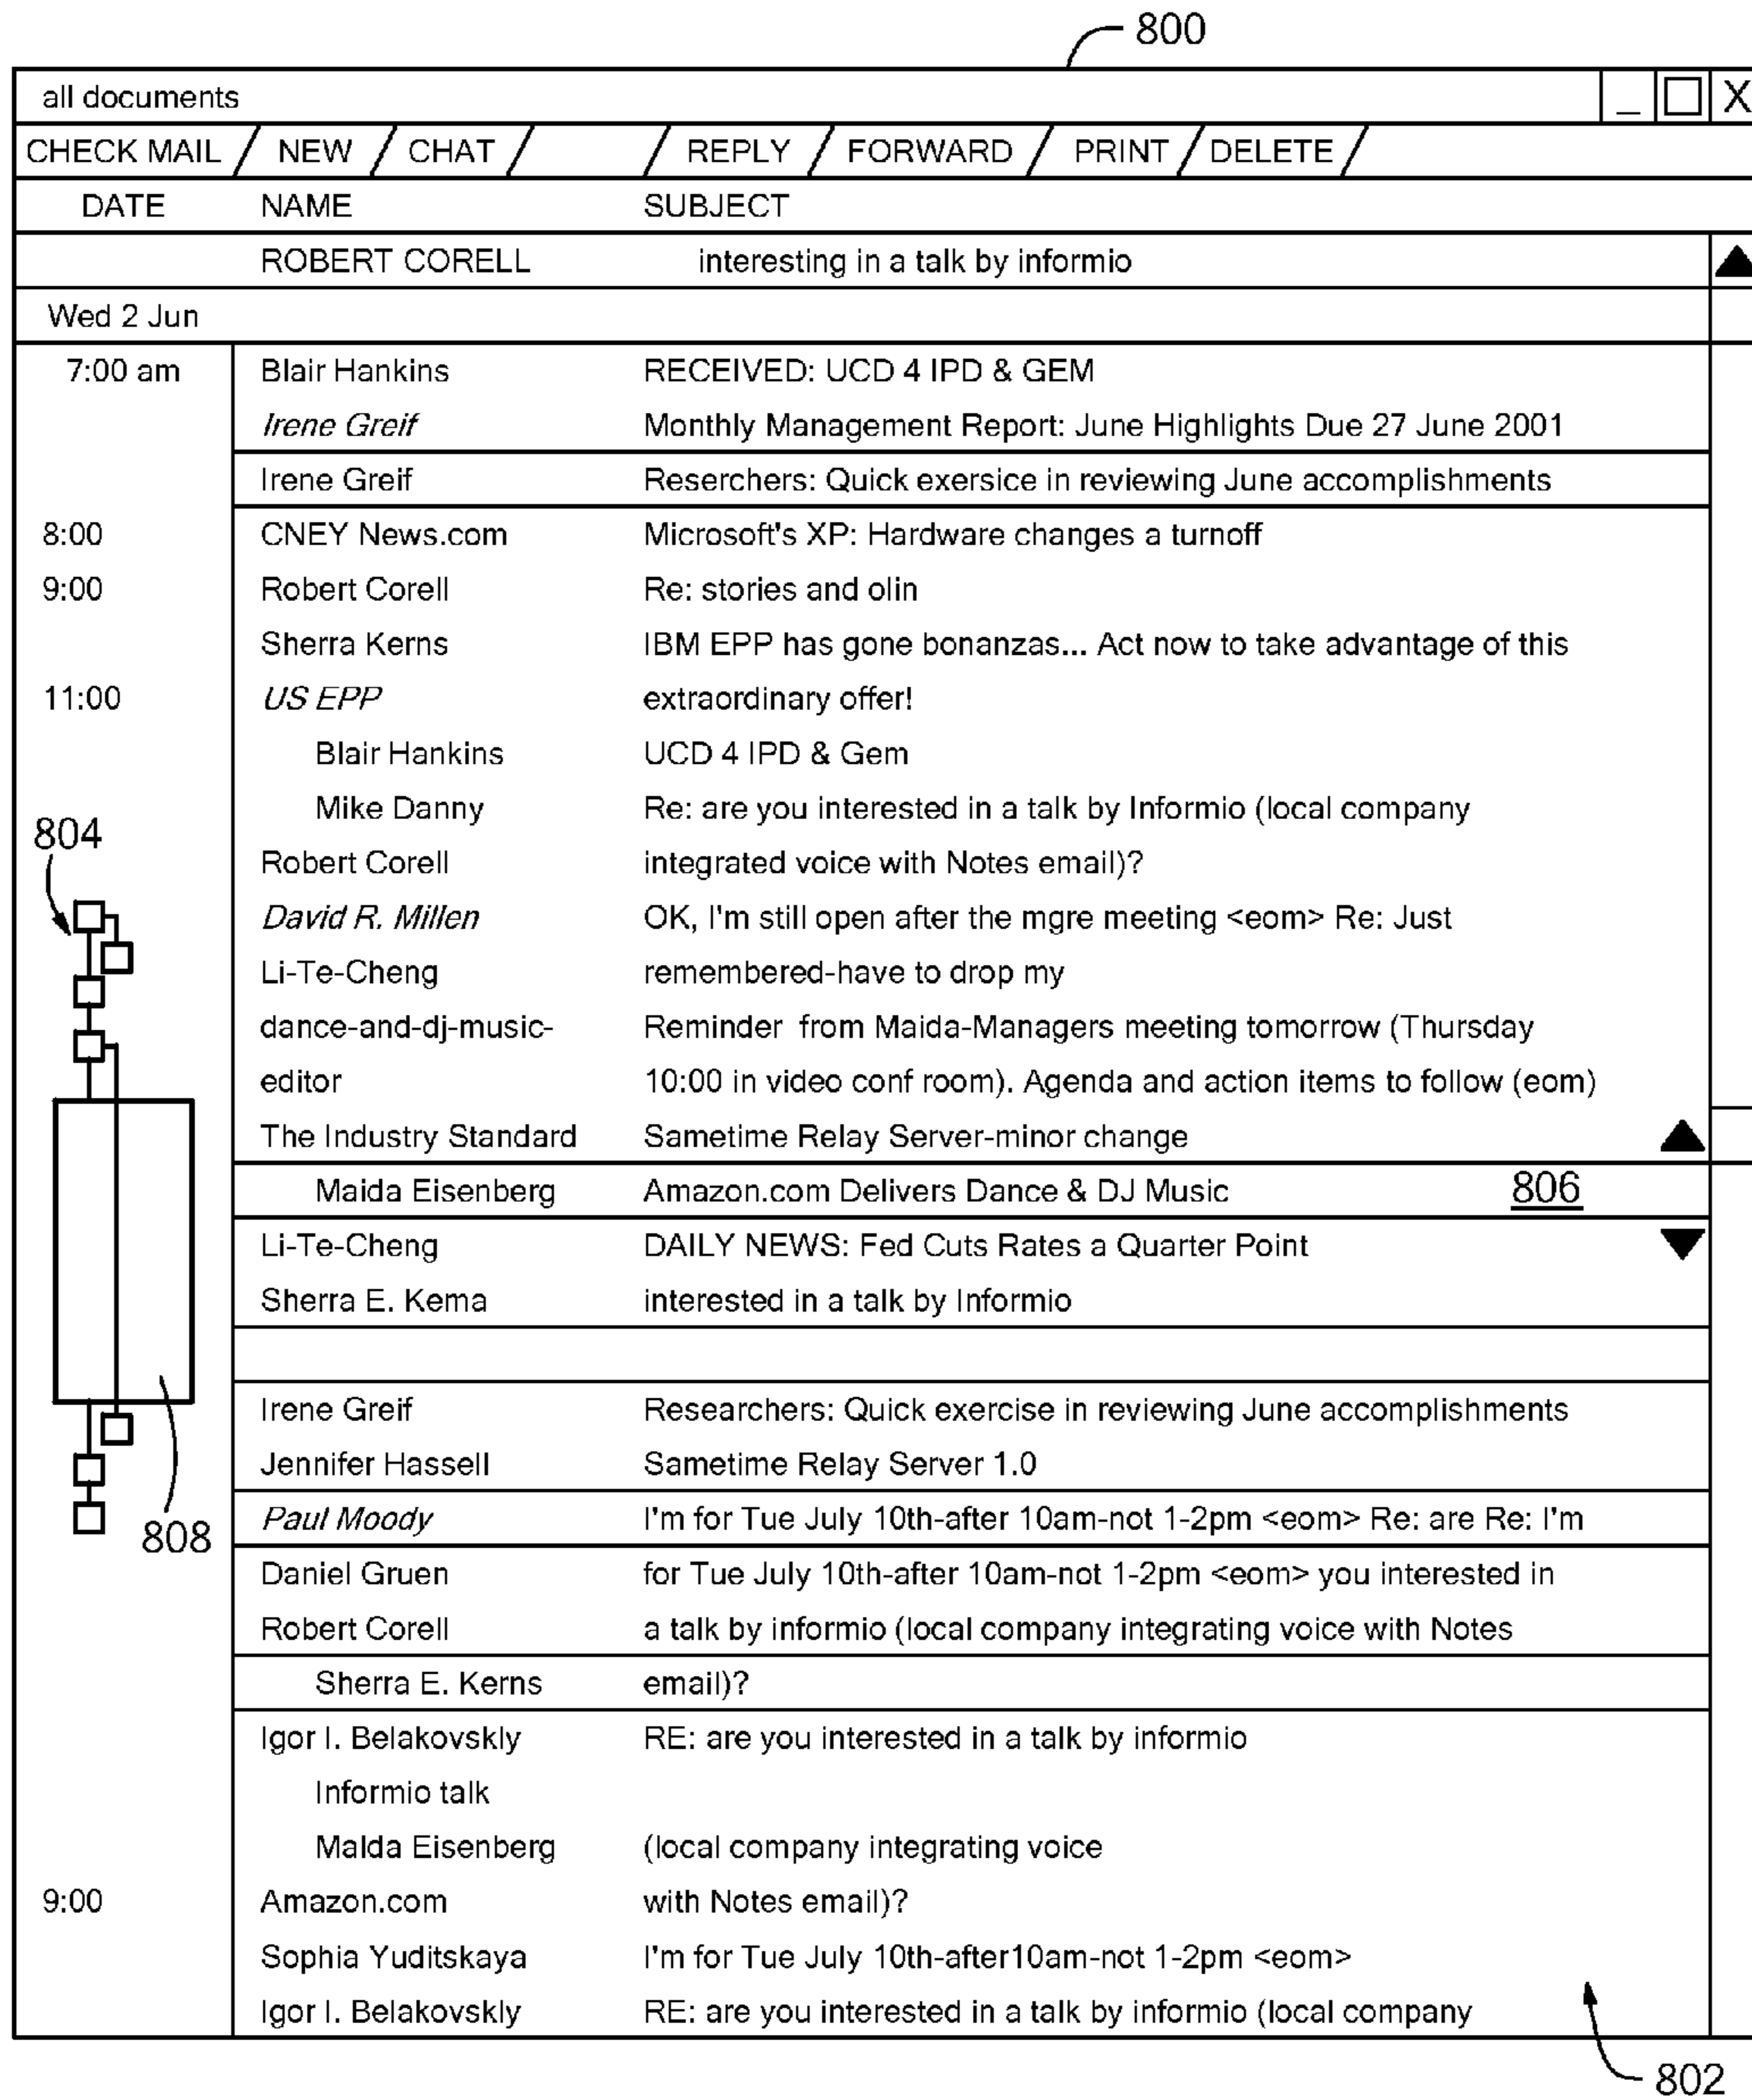 800
all documents _ X
CHECK MAIL NEW CHAT REPLY FORWARD PRINT DELETE
DATE NAME SUBJECT
ROBERT CORELL interesting in a talk by informio
Wed 2 Jun
7:00 am Blair Hankins RECEIVED: UCD 4 IPD & GEM
Irene Greif Monthly Management Report: June Highlights Due 27 June 2001
Irene Greif Reserchers: Quick exersice in reviewing June accomplishments
8:00 CNEY News.com Microsoft's XP: Hardware changes a turnoff
9:00 Robert Corell Re: stories and olin
Sherra Kerns IBM EPP has gone bonanzas... Act now to take advantage of this
11:00 US EPP extraordinary offer!
Blair Hankins UCD 4 IPD & Gem
Mike Danny Re: are you interested in a talk by Informio (local company
804
Robert Corell integrated voice with Notes email)?
David R. Millen OK, I'm still open after the mgre meeting <eom> Re: Just
Li-Te-Cheng remembered-have to drop my
dance-and-dj-music- Reminder from Maida-Managers meeting tomorrow (Thursday
editor 10:00 in video conf room). Agenda and action items to follow (eom)
The Industry Standard Sametime Relay Server-minor change
Maida Eisenberg Amazon.com Delivers Dance & DJ Music 806
Li-Te-Cheng DAILY NEWS: Fed Cuts Rates a Quarter Point
Sherra E. Kema interested in a talk by Informio
Irene Greif Researchers: Quick exercise in reviewing June accomplishments
Jennifer Hassell Sametime Relay Server 1.0
Paul Moody I'm for Tue July 10th-after 10am-not 1-2pm <eom> Re: are Re: I'm
808
Daniel Gruen for Tue July 10th-after 10am-not 1-2pm <eom> you interested in
Robert Corell a talk by informio (local company integrating voice with Notes
Sherra E. Kerns email)?
Igor I. Belakovskly RE: are you interested in a talk by informio
Informio talk
Malda Eisenberg (local company integrating voice
9:00 Amazon.com with Notes email)?
Sophia Yuditskaya I'm for Tue July 10th-after10am-not 1-2pm <eom>
Igor I. Belakovskly RE: are you interested in a talk by informio (local company
802